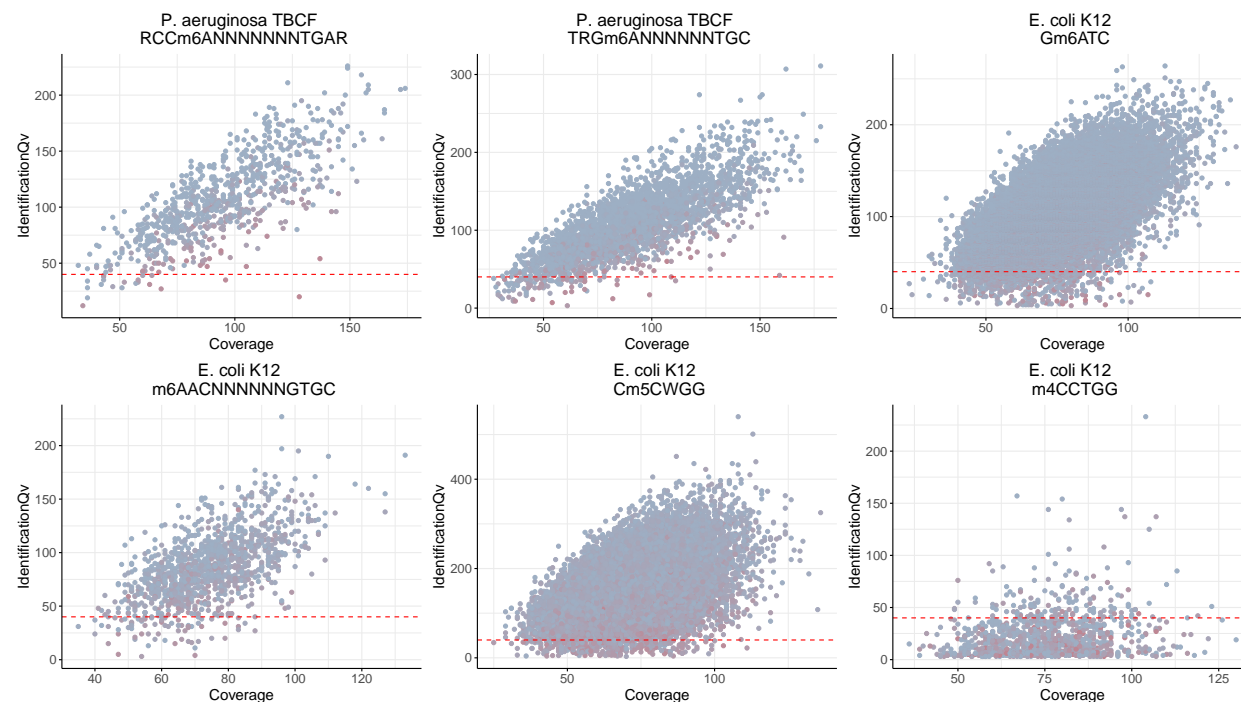 P. aeruginosa TBCF
RCCm6ANNNNNNNTGAR
IdentificationQv
200
150
100
50
50
100
150
Coverage
P. aeruginosa TBCF
TRGm6ANNNNNNTGC
IdentificationQv
300
200
100
0
50
100
150
Coverage
E. coli K12
Gm6ATC
IdentificationQv
200
100
0
50
100
Coverage
E. coli K12
m6AACNNNNNNGTGC
IdentificationQv
200
150
100
50
0
40
60
80
100
120
Coverage
E. coli K12
Cm5CWGG
IdentificationQv
400
200
0
50
100
Coverage
E. coli K12
m4CCTGG
IdentificationQv
200
150
100
50
0
50
75
100
125
Coverage